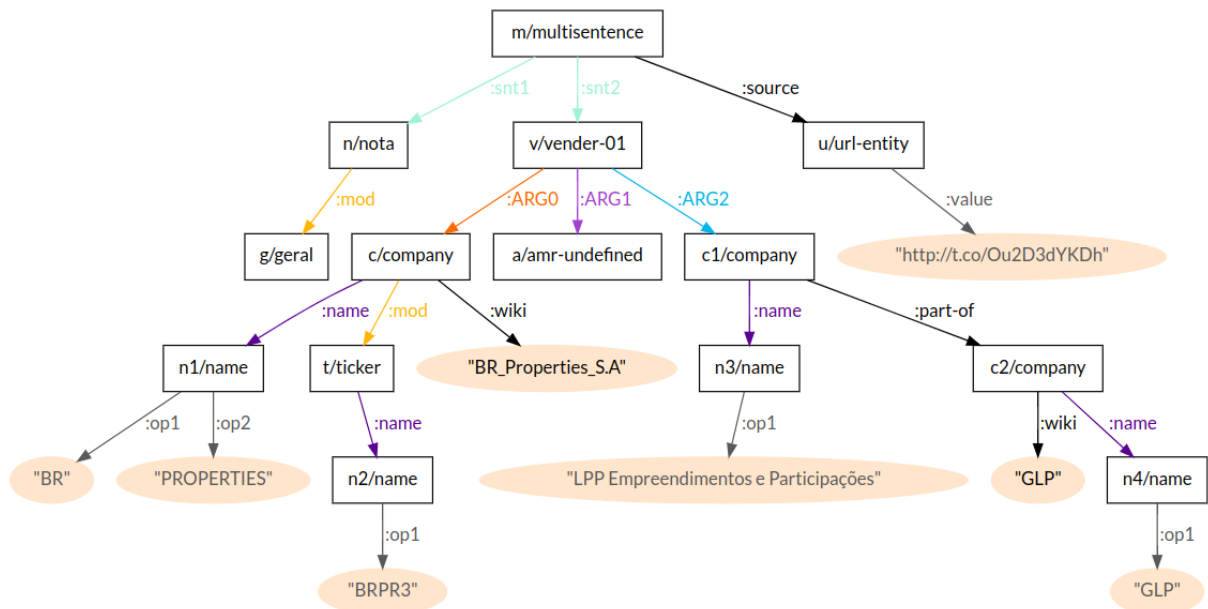 m/multisentence
:snt1 :snt2 :source
n/nota v/vender-01 u/url-entity
:mod :ARG0 :ARG1 :ARG2 :value
g/geral c/company a/amr-undefined c1/company "http://t.co/Ou2D3dYKDh"
:name :mod :wiki :name :part-of
n1/name t/ticker "BR_Properties_S.A" n3/name c2/company
:op1 :op2 :name :op1 :wiki :name
"BR" "PROPERTIES" n2/name "LPP Empreendimentos e Participações" "GLP" n4/name
:op1 :op1
"BRPR3" "GLP"